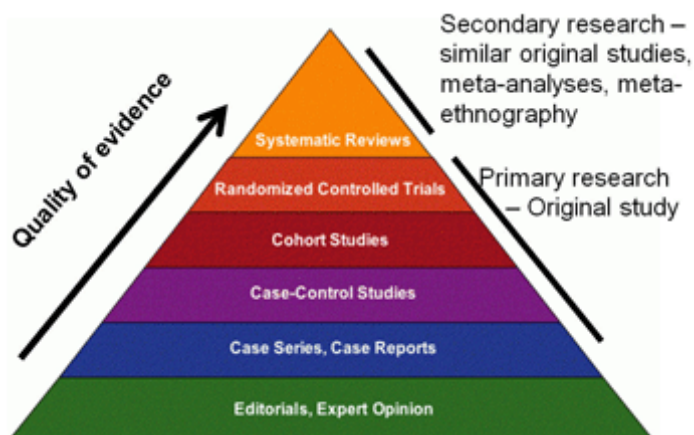 Secondary research –
similar original studies,
meta-analyses, meta-
ethnography
Quality of evidence
Systematic Reviews
Primary research
– Original study
Randomized Controlled Trials
Cohort Studies
Case-Control Studies
Case Series, Case Reports
Editorials, Expert Opinion